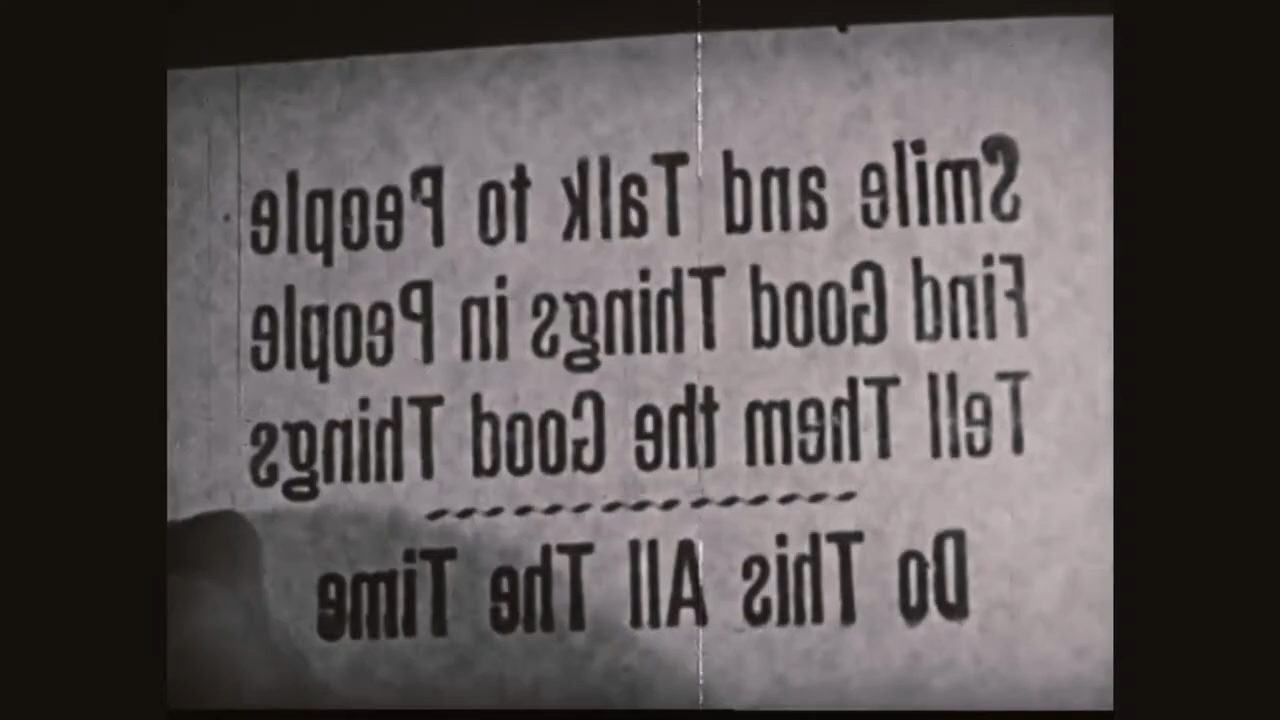 Smile and Talk to People
Find Good Things in People
Tell Them the Good Things
Do This All The Time